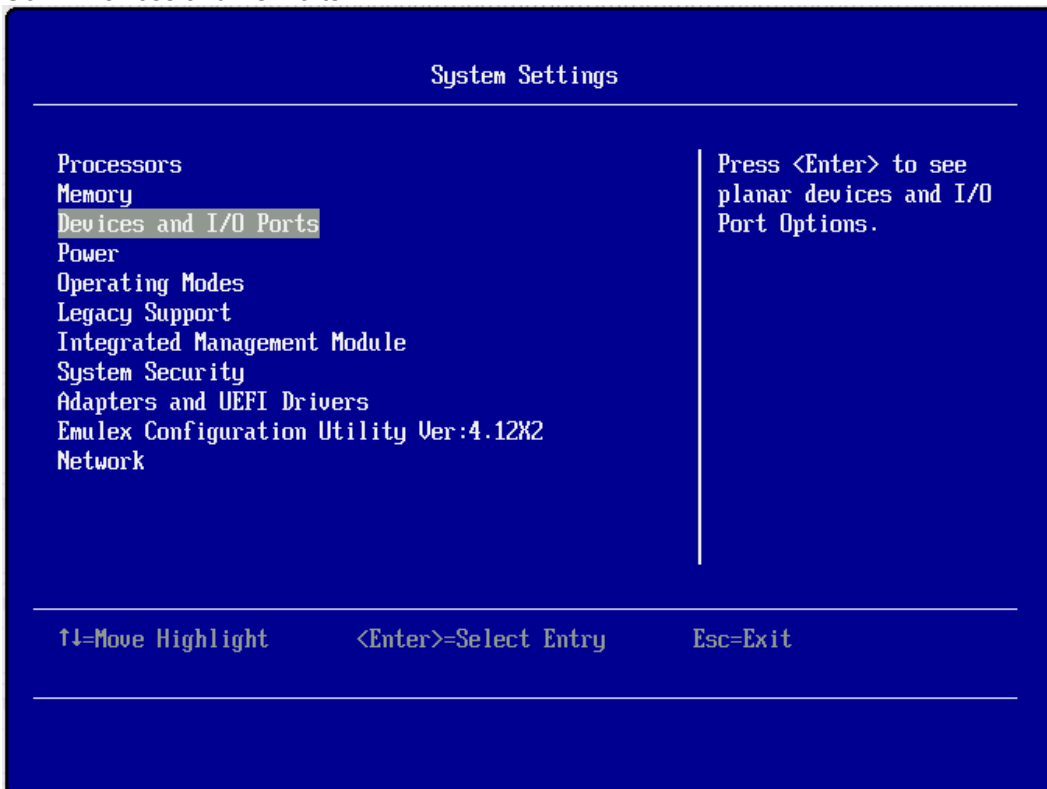 System Settings
Processors
Memory
Devices and I/O Ports
Power
Operating Modes
Legacy Support
Integrated Management Module
System Security
Adapters and UEFI Drivers
Emulex Configuration Utility Ver:4.12X2
Network
Press <Enter> to see
planar devices and I/O
Port Options.
↑↓=Move Highlight <Enter>=Select Entry Esc=Exit